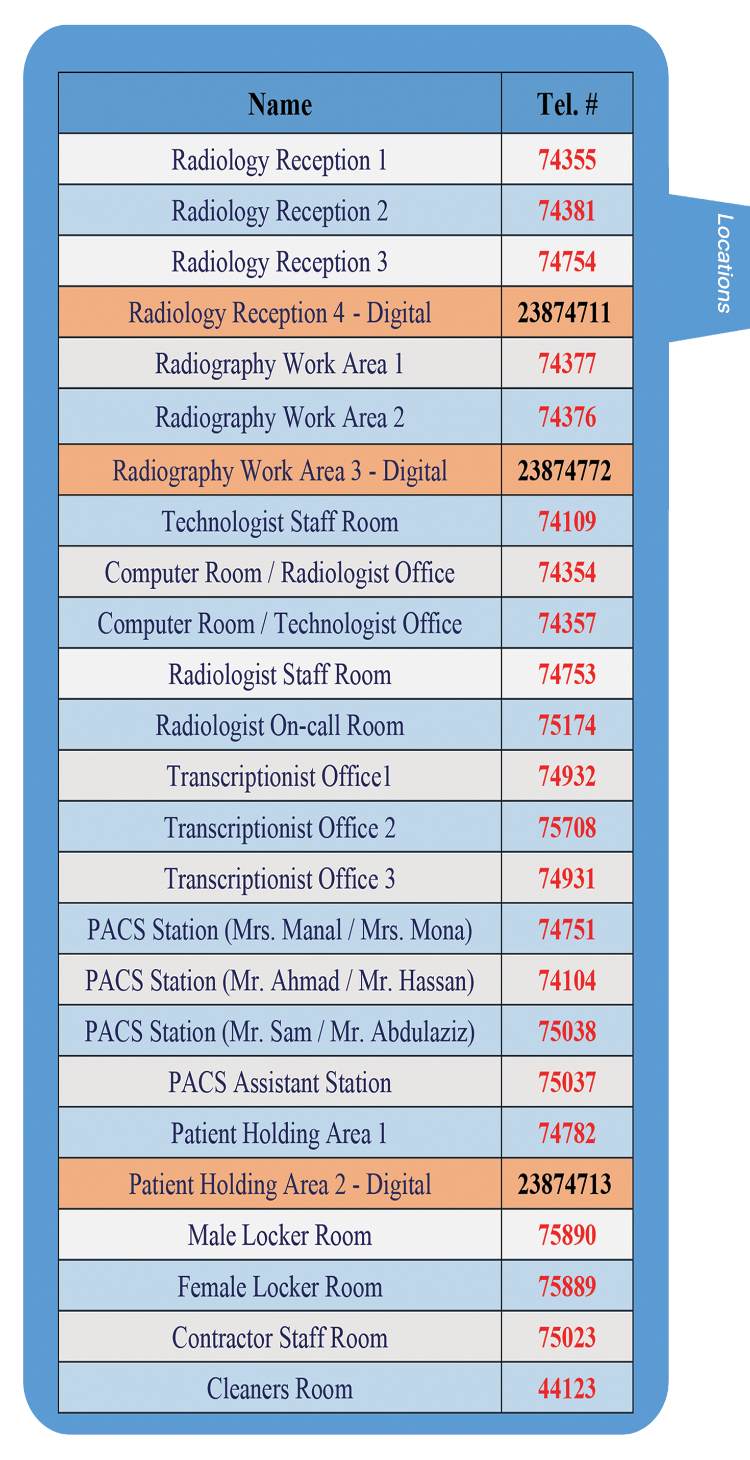 Name Tel. #
Radiology Reception 1 74355
Radiology Reception 2 74381
Radiology Reception 3 74754
Radiology Reception 4 - Digital 23874711
Radiography Work Area 1 74377
Radiography Work Area 2 74376
Radiography Work Area 3 - Digital 23874772
Technologist Staff Room 74109
Computer Room / Radiologist Office 74354
Computer Room / Technologist Office 74357
Radiologist Staff Room 74753
Radiologist On-call Room 75174
Transcriptionist Office1 74932
Transcriptionist Office 2 75708
Transcriptionist Office 3 74931
PACS Station (Mrs. Manal / Mrs. Mona) 74751
PACS Station (Mr. Ahmad / Mr. Hassan) 74104
PACS Station (Mr. Sam / Mr. Abdulaziz) 75038
PACS Assistant Station 75037
Patient Holding Area 1 74782
Patient Holding Area 2 - Digital 23874713
Male Locker Room 75890
Female Locker Room 75889
Contractor Staff Room 75023
Cleaners Room 44123
Locations